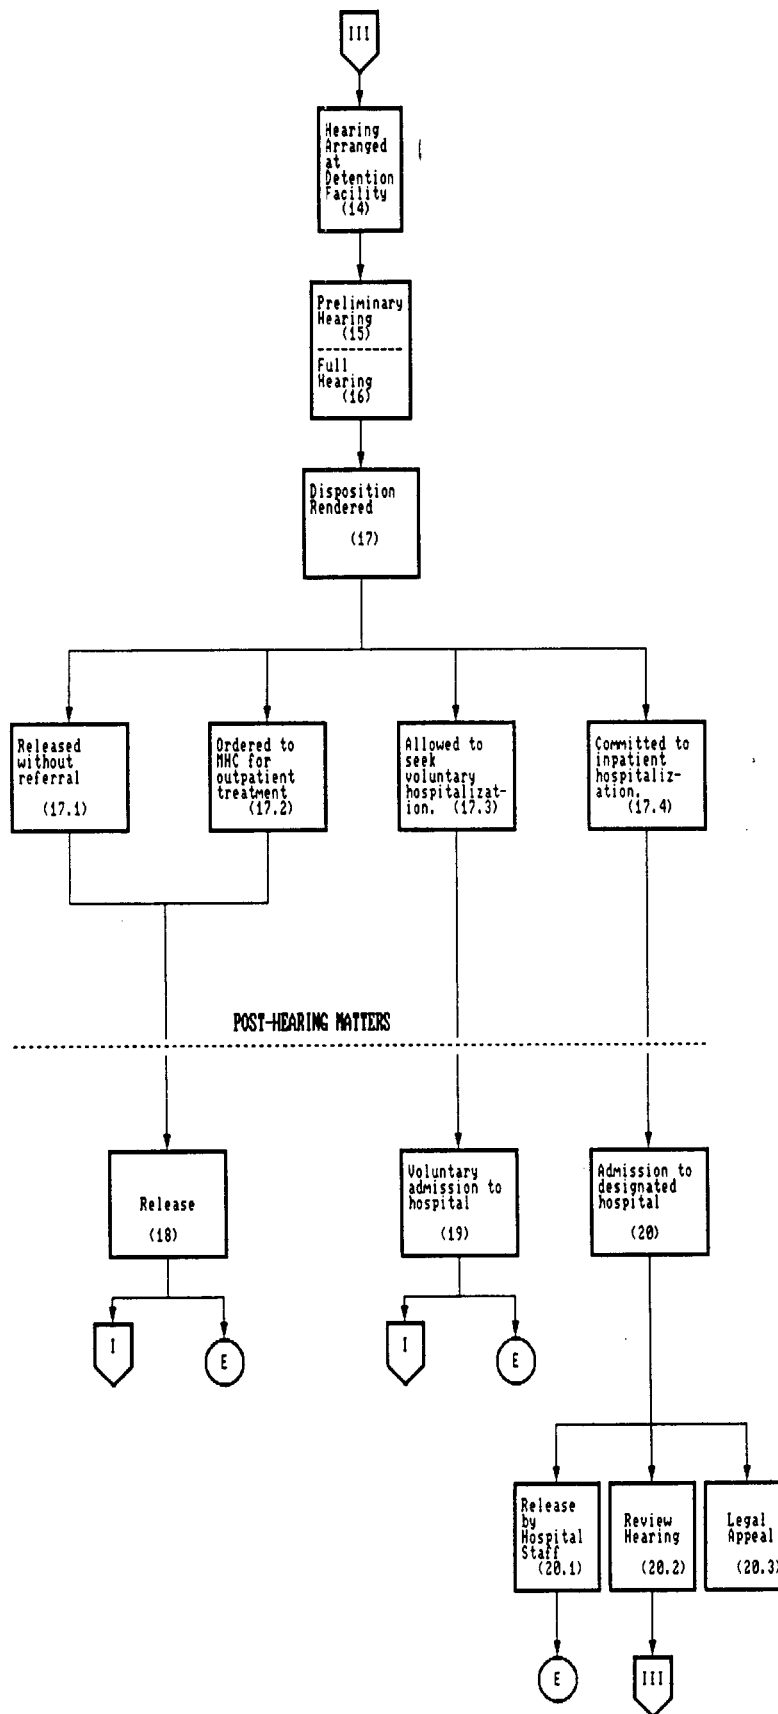 III
Hearing
Arranged
at
Detention
Facility
(14)
Preliminary
Hearing
(15)
Full
Hearing
(16)
Disposition
Rendered
(17)
Released
without
referral
(17.1)
Ordered to
MHC for
outpatient
treatment
(17.2)
Allowed to
seek
voluntary
hospitalizat-
ion. (17.3)
Committed to
inpatient
hospitaliz-
ation.
(17.4)
POST-HEARING MATTERS
Release
(18)
Voluntary
admission to
hospital
(19)
Admission to
designated
hospital
(20)
I
E
I
E
Release
by
Hospital
Staff
(20.1)
Review
Hearing
(20.2)
Legal
Appeal
(20.3)
E
III